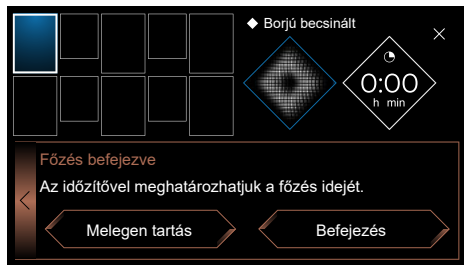 ◆ Borjú becsinált
0:00
h min
Főzés befejezve
Az időzítővel meghatározhatjuk a főzés idejét.
Melegen tartás
Befejezés